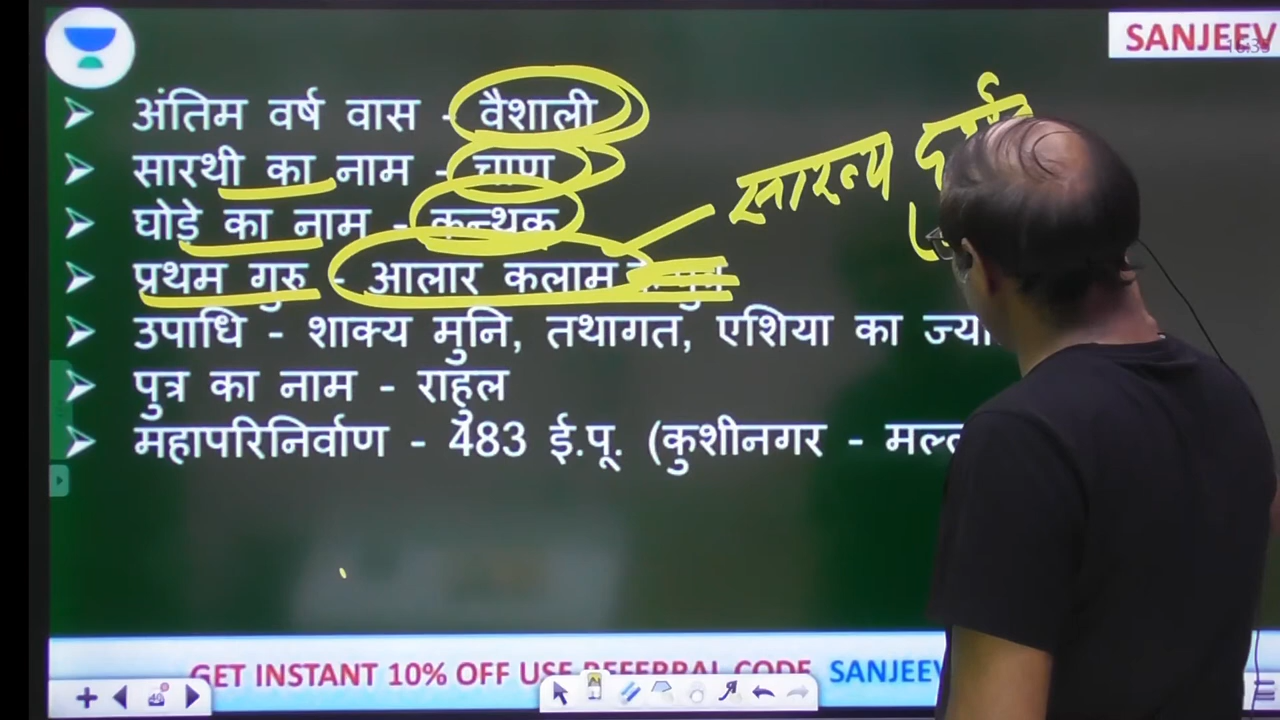 SANJEEV
अंतिम वर्ष वास - वैशाली
सारथी का नाम - चाण
घोड़े का नाम - कन्थक
प्रथम गुरु - आलार कलाम के पुत्र
उपाधि - शाक्य मुनि, तथागत, एशिया का
पुत्र का नाम - राहुल
महापरिनिर्वाण - 483 ई.पू. (कुशीनगर -
GET INSTANT 10% OFF USE REFERRAL CODE SANJEEV